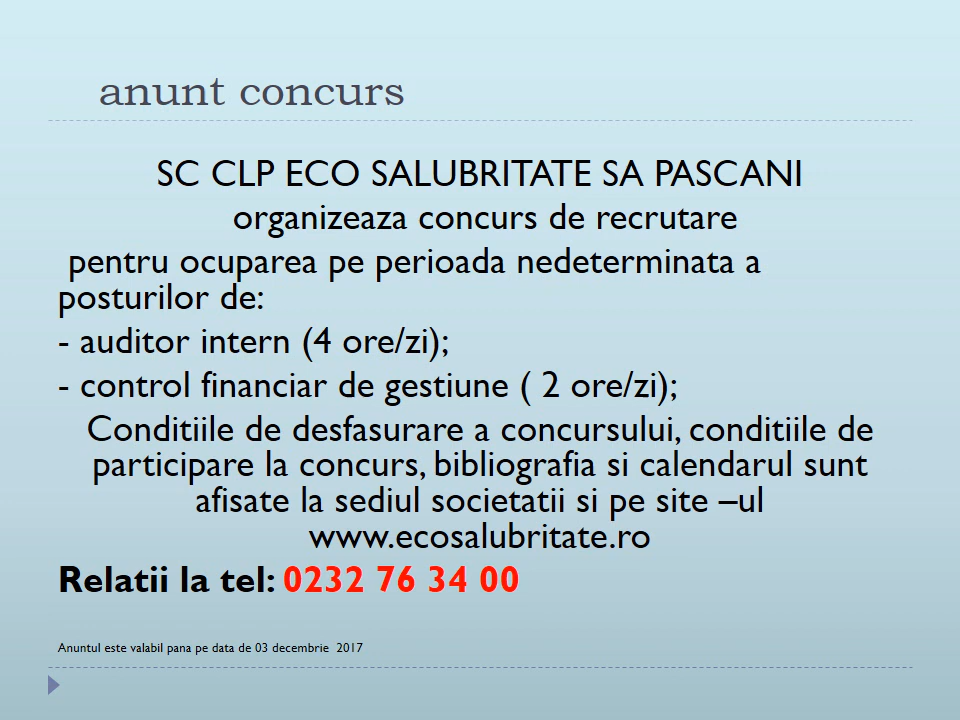 anunt concurs
SC CLP ECO SALUBRITATE SA PASCANI
organizeaza concurs de recrutare
pentru ocuparea pe perioada nedeterminata a
posturilor de:
- auditor intern (4 ore/zi);
- control financiar de gestiune ( 2 ore/zi);
Conditiile de desfasurare a concursului, conditiile de
participare la concurs, bibliografia si calendarul sunt
afisate la sediul societatii si pe site –ul
www.ecosalubritate.ro
Relatii la tel: 0232 76 34 00
Anuntul este valabil pana pe data de 03 decembrie 2017